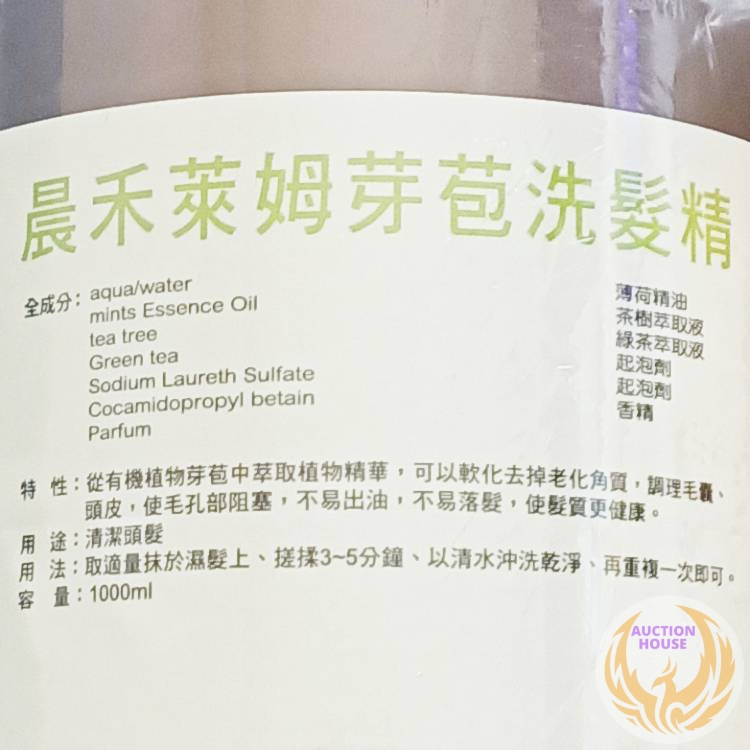 晨禾萊姆芽苞洗髮精
全成分：aqua/water
mints Essence Oil 薄荷精油
tea tree 茶樹萃取液
Green tea 綠茶萃取液
Sodium Laureth Sulfate 起泡劑
Cocamidopropyl betain 起泡劑
Parfum 香精
特 性：從有機植物芽苞中萃取植物精華，可以軟化去掉老化角質，調理毛囊、
頭皮，使毛孔部阻塞，不易出油，不易落髮，使髮質更健康。
用 途：清潔頭髮
用 法：取適量抹於濕髮上、搓揉3~5分鐘、以清水沖洗乾淨、再重複一次即可。
容 量：1000ml
AUCTION
HOUSE